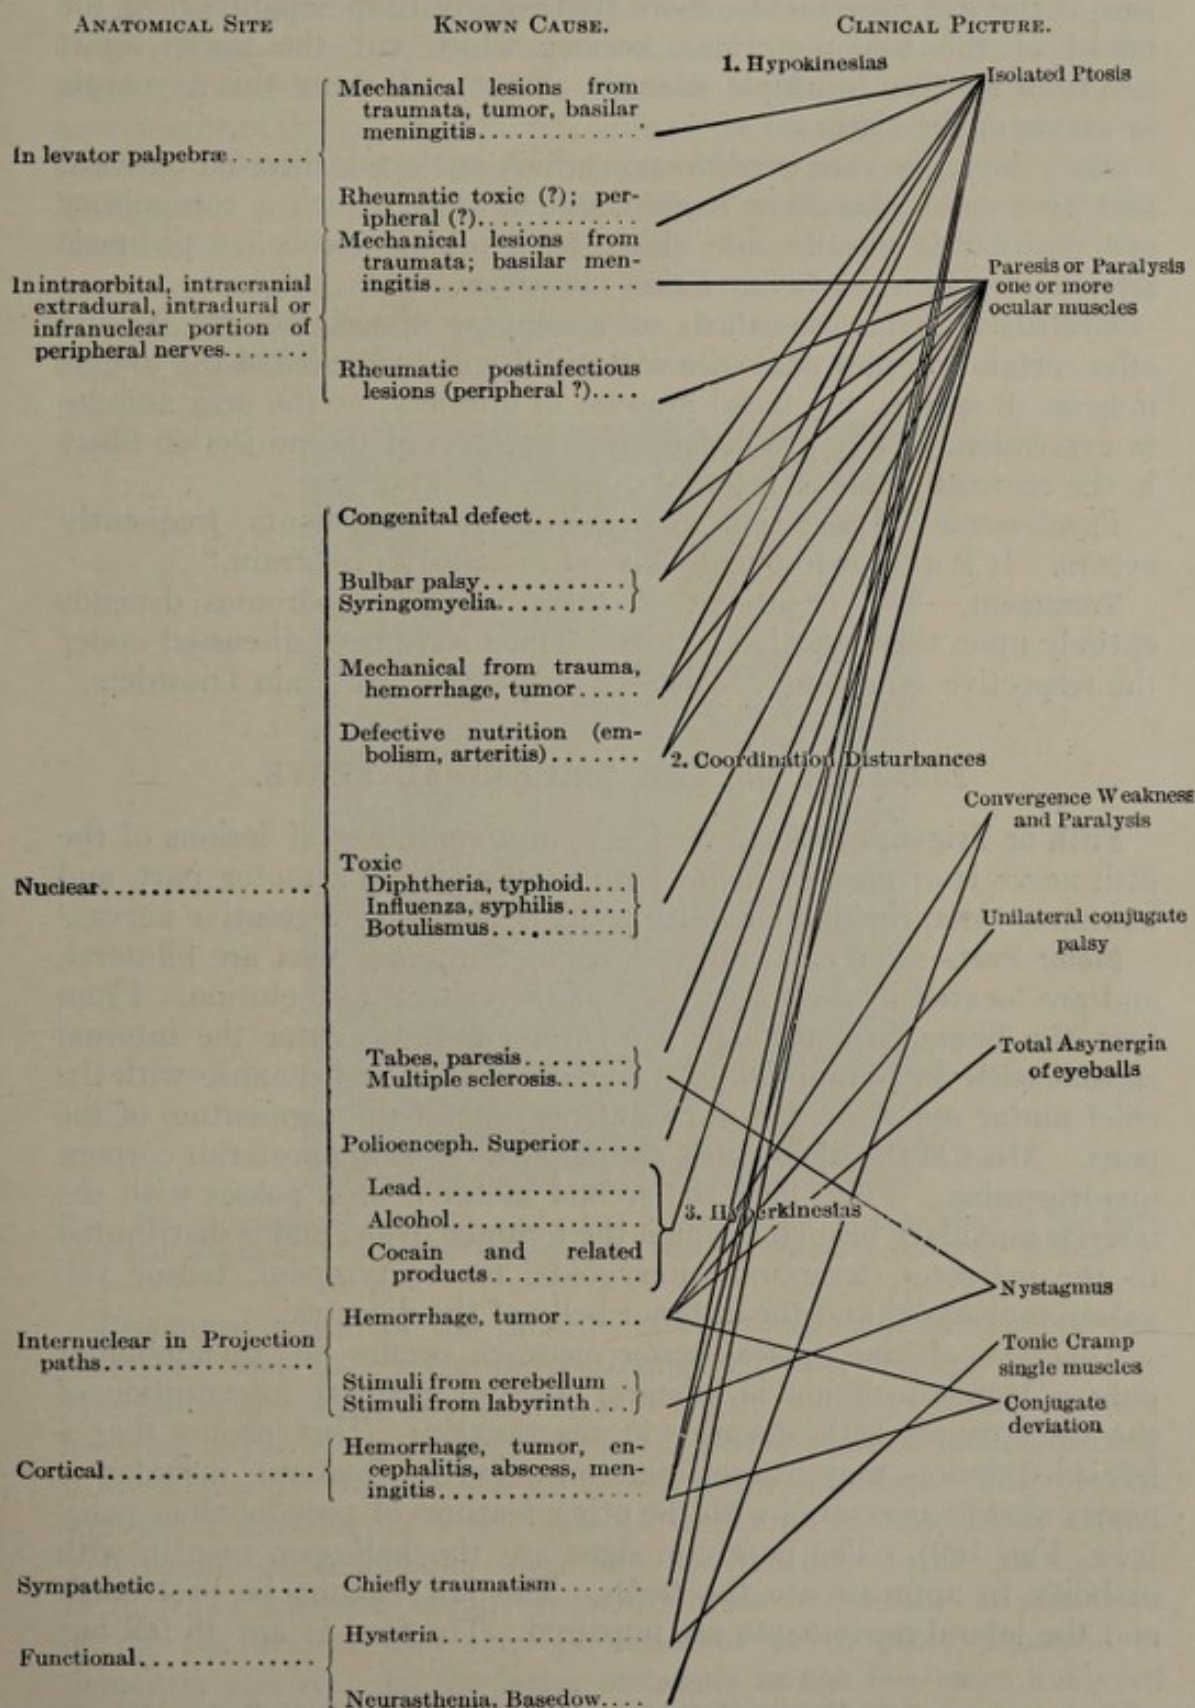 ANATOMICAL SITE
KNOWN CAUSE.
CLINICAL PICTURE.
1. Hypokinesias
Isolated Ptosis
Mechanical lesions from
traumata, tumor, basilar
meningitis..............
In levator palpebræ......
Rheumatic toxic (?); per-
ipheral (?).............
Mechanical lesions from
traumata; basilar men-
ingitis................
In intraorbital, intracranial
extradural, intradural or
infranuclear portion of
peripheral nerves.......
Paresis or Paralysis
one or more
ocular muscles
Rheumatic postinfectious
lesions (peripheral ?)....
Congenital defect........
Bulbar palsy...........
Syringomyelia..........
Mechanical from trauma,
hemorrhage, tumor.....
Defective nutrition (em-
bolism, arteritis).......
2. Coordination Disturbances
Convergence Weakness
and Paralysis
Nuclear................
Toxic
Diphtheria, typhoid....
Influenza, syphilis.....
Botulismus.............
Unilateral conjugate
palsy
Total Asynergia
of eyeballs
Tabes, paresis........
Multiple sclerosis......
Polioenceph. Superior.....
Lead.................
Alcohol...............
Cocain and related
products............
3. Hyperkinesias
Nystagmus
Internuclear in Projection
paths................
Hemorrhage, tumor......
Stimuli from cerebellum .
Stimuli from labyrinth...
Tonic Cramp
single muscles
Conjugate
deviation
Cortical................
Hemorrhage, tumor, en-
cephalitis, abscess, men-
ingitis................
Sympathetic............
Chiefly traumatism.......
Functional..............
Hysteria................
Neurasthenia, Basedow....